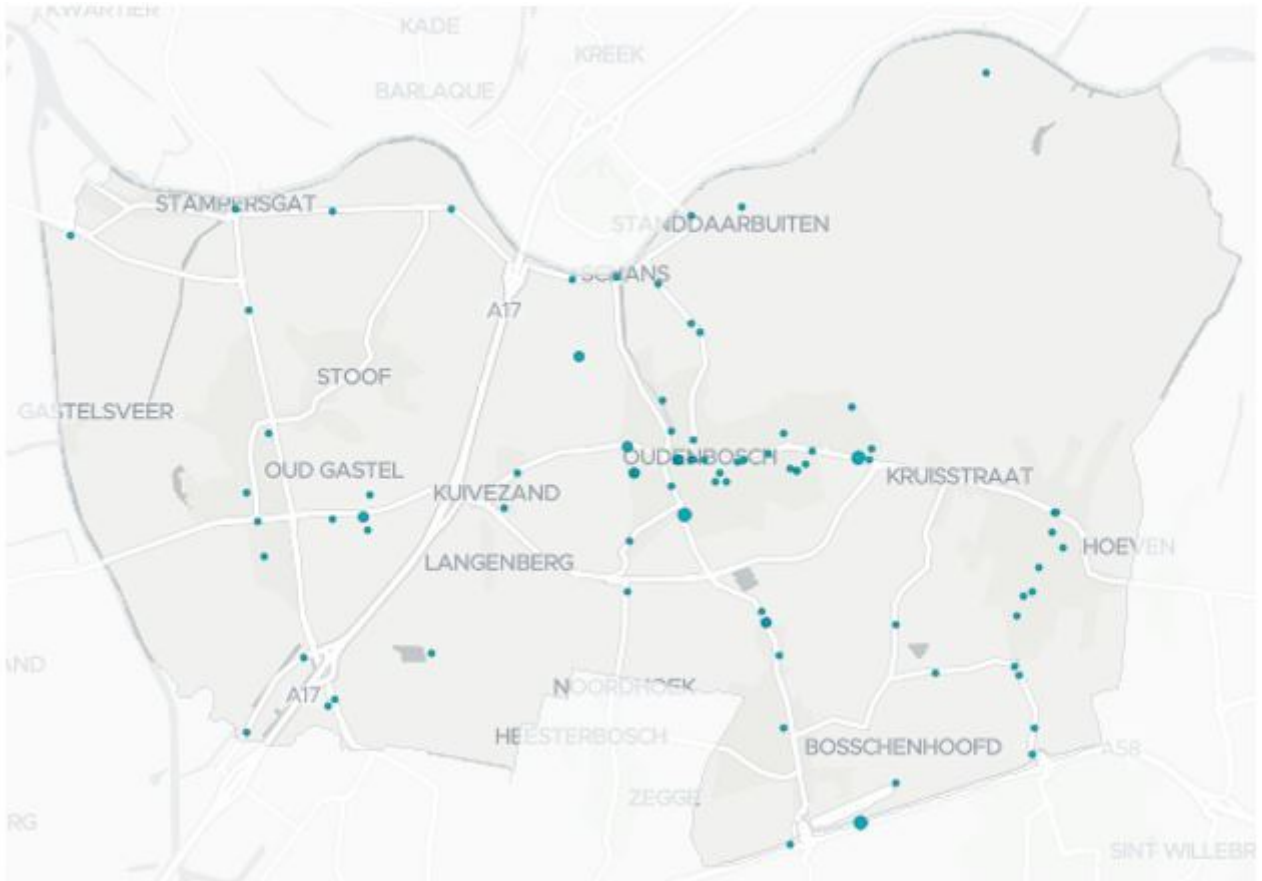 KWARTIER
KADE
KREEK
BARLAQUE
STAMPERSGAT
STANDDAARBUITEN
SCHANS
A17
STOOF
GASTELSVEER
OUD GASTEL
OUDENBOSCH
KRUISSTRAAT
KUIVEZAND
HOEVEN
LANGENBERG
AND
A17
NOORDHOEK
HEESTERBOSCH
BOSSCHENHOOFD
A58
ZEGGE
RG
SINT WILLEBR